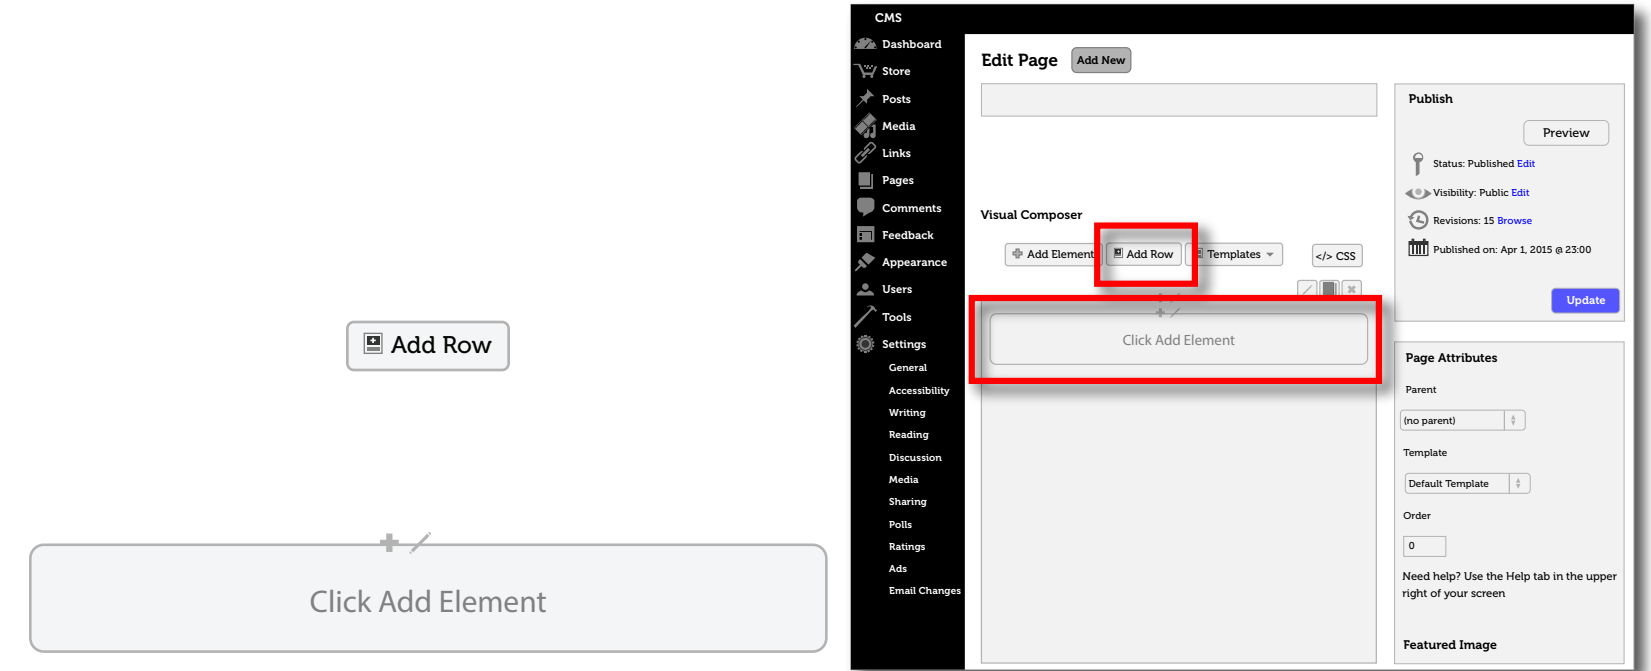 Add Row
Click Add Element
CMS
Dashboard
Store
Posts
Media
Links
Pages
Comments
Feedback
Appearance
Users
Tools
Settings
General
Accessibility
Writing
Reading
Discussion
Media
Sharing
Polls
Ratings
Ads
Email Changes
Edit Page
Add New
Visual Composer
Add Element
Add Row
Templates
</> CSS
Click Add Element
Publish
Preview
Status: Published Edit
Visibility: Public Edit
Revisions: 15 Browse
Published on: Apr 1, 2015 @ 23:00
Update
Page Attributes
Parent
(no parent)
Template
Default Template
Order
0
Need help? Use the Help tab in the upper
right of your screen
Featured Image